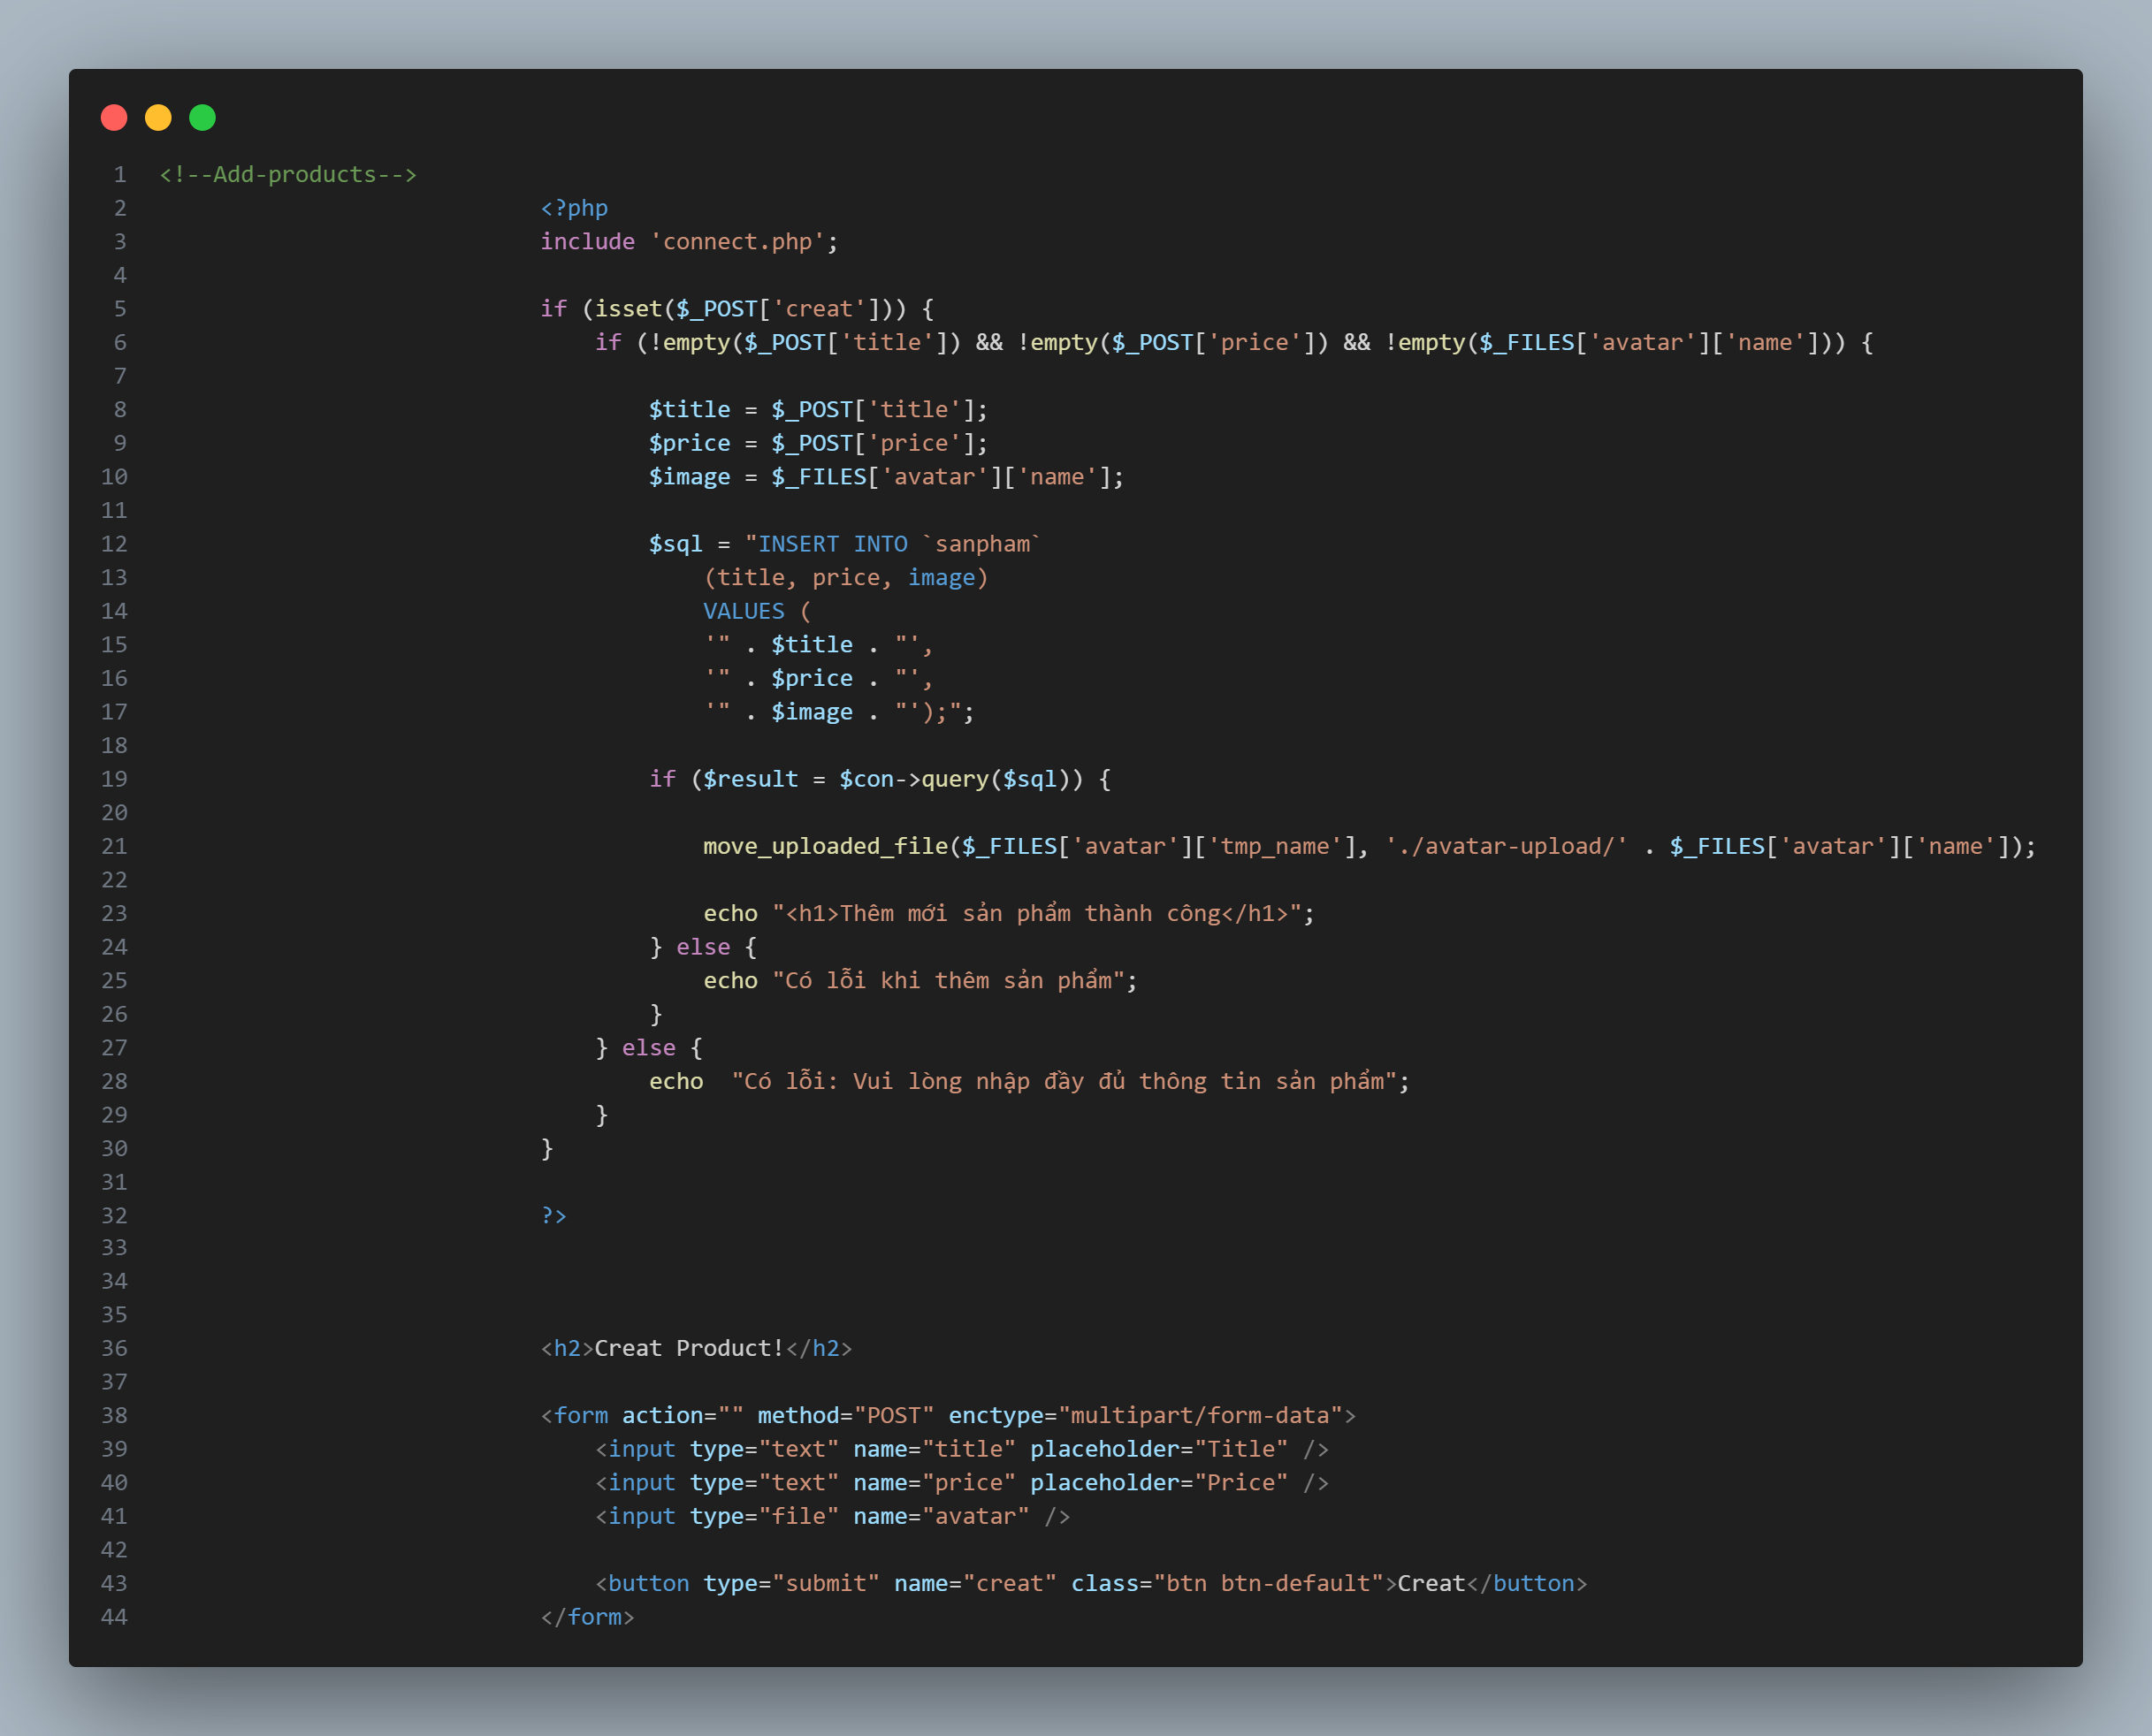 1 <!--Add-products-->
2 <?php
3 include 'connect.php';
4
5 if (isset($_POST['creat'])) {
6 if (!empty($_POST['title']) && !empty($_POST['price']) && !empty($_FILES['avatar']['name'])) {
7
8 $title = $_POST['title'];
9 $price = $_POST['price'];
10 $image = $_FILES['avatar']['name'];
11
12 $sql = "INSERT INTO `sanpham`
13 (title, price, image)
14 VALUES (
15 '" . $title . "',
16 '" . $price . "',
17 '" . $image . "');";
18
19 if ($result = $con->query($sql)) {
20
21 move_uploaded_file($_FILES['avatar']['tmp_name'], './avatar-upload/' . $_FILES['avatar']['name']);
22
23 echo "<h1>Thêm mới sản phẩm thành công</h1>";
24 } else {
25 echo "Có lỗi khi thêm sản phẩm";
26 }
27 } else {
28 echo  "Có lỗi: Vui lòng nhập đầy đủ thông tin sản phẩm";
29 }
30 }
31
32 ?>
33
34
35
36 <h2>Creat Product!</h2>
37
38 <form action="" method="POST" enctype="multipart/form-data">
39 <input type="text" name="title" placeholder="Title" />
40 <input type="text" name="price" placeholder="Price" />
41 <input type="file" name="avatar" />
42
43 <button type="submit" name="creat" class="btn btn-default">Creat</button>
44 </form>